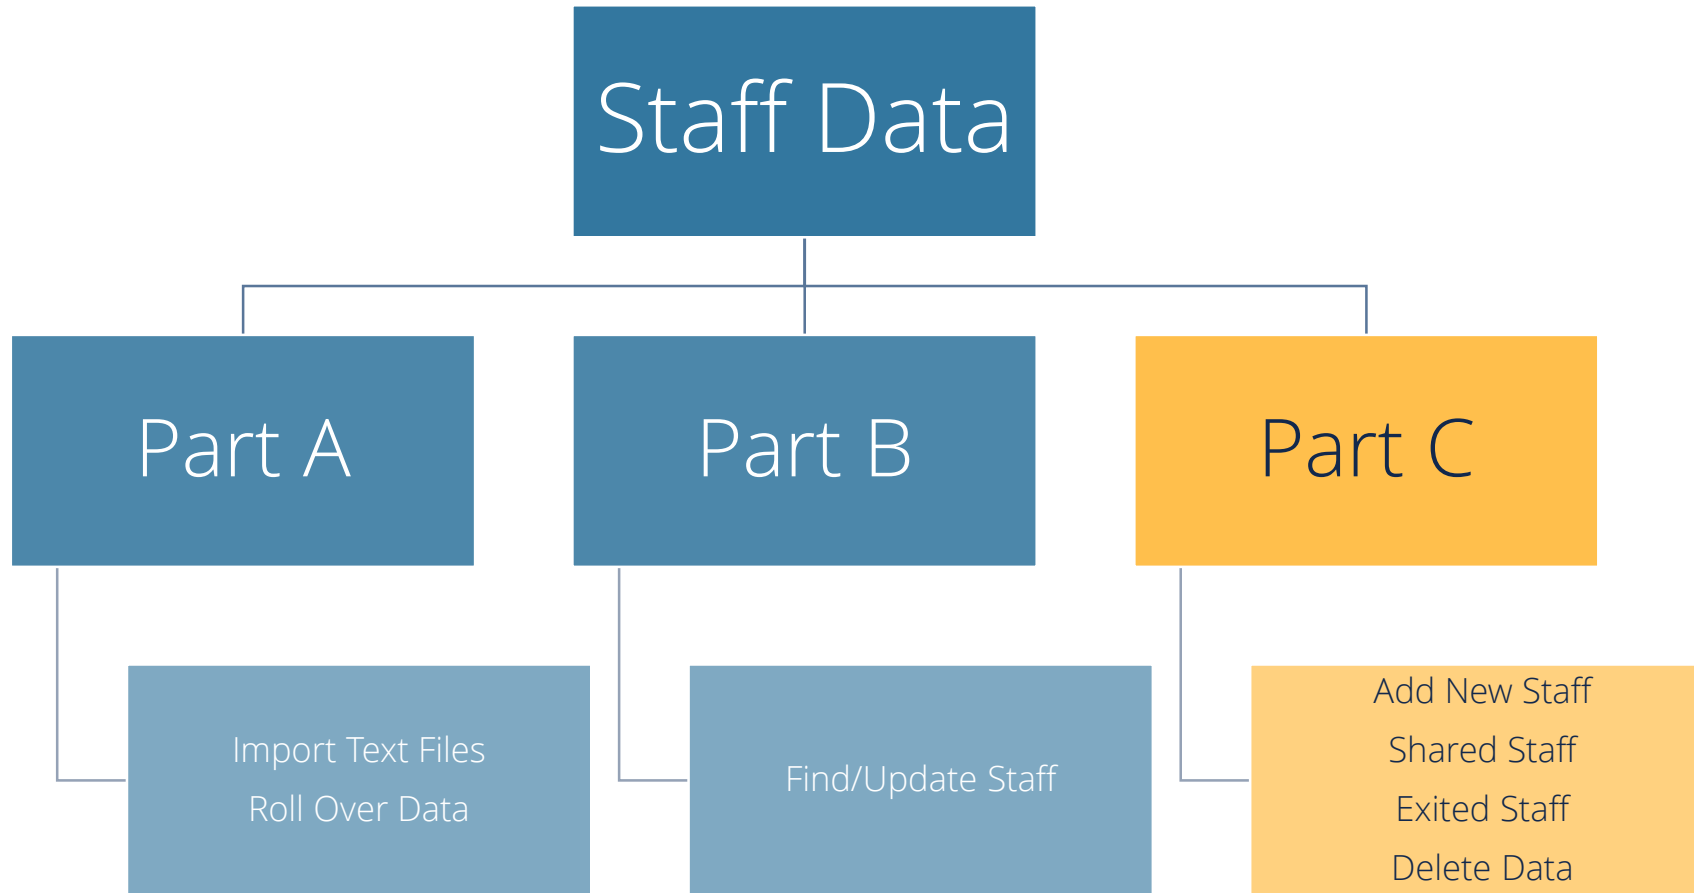 Staff Data
Part A
Part B
Part C
Import Text Files
Roll Over Data
Find/Update Staff
Add New Staff
Shared Staff
Exited Staff
Delete Data